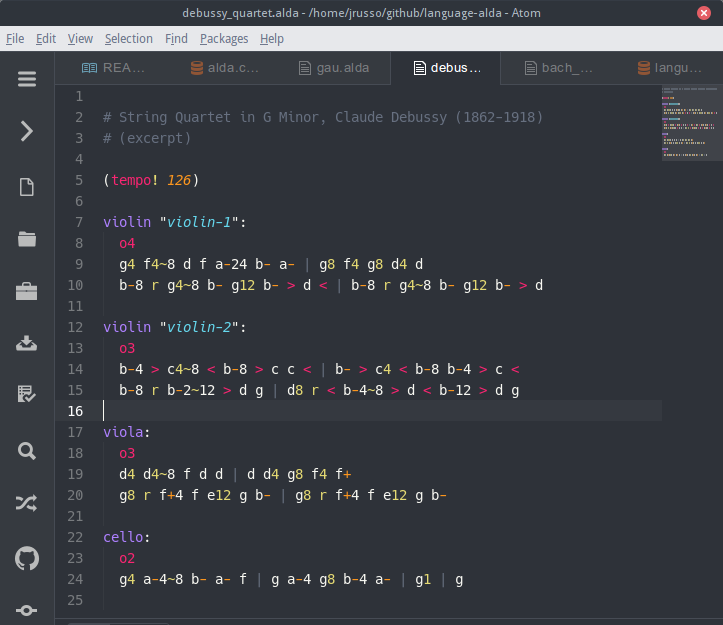 debussy_quartet.alda - /home/jrusso/github/language-alda - Atom
File Edit View Selection Find Packages Help
REA... alda.c... gau.alda debus... bach_... langu...
1
2 # String Quartet in G Minor, Claude Debussy (1862-1918)
3 # (excerpt)
4
5 (tempo! 126)
6
7 violin "violin-1":
8 o4
9 g4 f4~8 d f a-24 b- a- | g8 f4 g8 d4 d
10 b-8 r g4~8 b- g12 b- > d < | b-8 r g4~8 b- g12 b- > d
11
12 violin "violin-2":
13 o3
14 b-4 > c4~8 < b-8 > c c < | b- > c4 < b-8 b-4 > c <
15 b-8 r b-2~12 > d g | d8 r < b-4~8 > d < b-12 > d g
16
17 viola:
18 o3
19 d4 d4~8 f d d | d d4 g8 f4 f+
20 g8 r f+4 f e12 g b- | g8 r f+4 f e12 g b-
21
22 cello:
23 o2
24 g4 a-4~8 b- a- f | g a-4 g8 b-4 a- | g1 | g
25